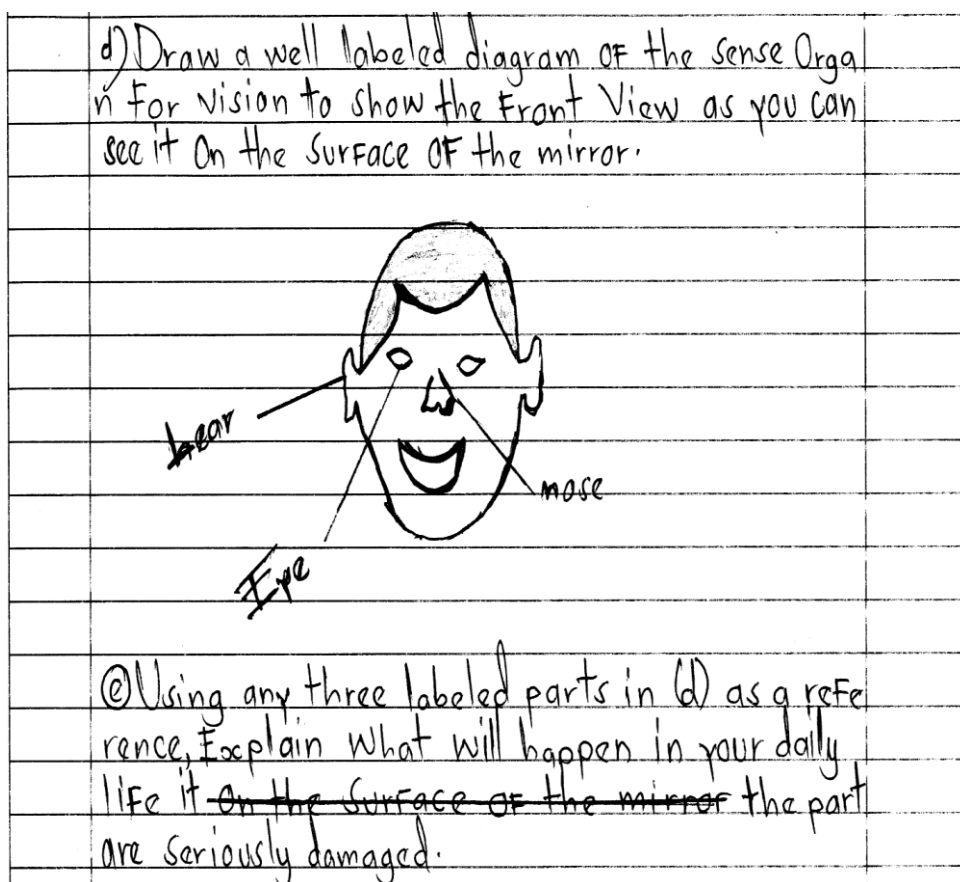 d) Draw a well labeled diagram of the sense Orga
n for vision to show the Front View as you can
see it On the surface of the mirror.
hear
nose
Eye
(e) Using any three labeled parts in (d) as a refe
rence, Explain what will happen in your daily
life it on the surface of the mirror the part
are seriously damaged.